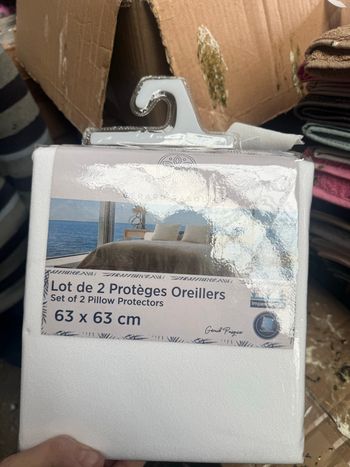 Lot de 2 Protèges Oreillers
Set of 2 Pillow Protectors
63 x 63 cm